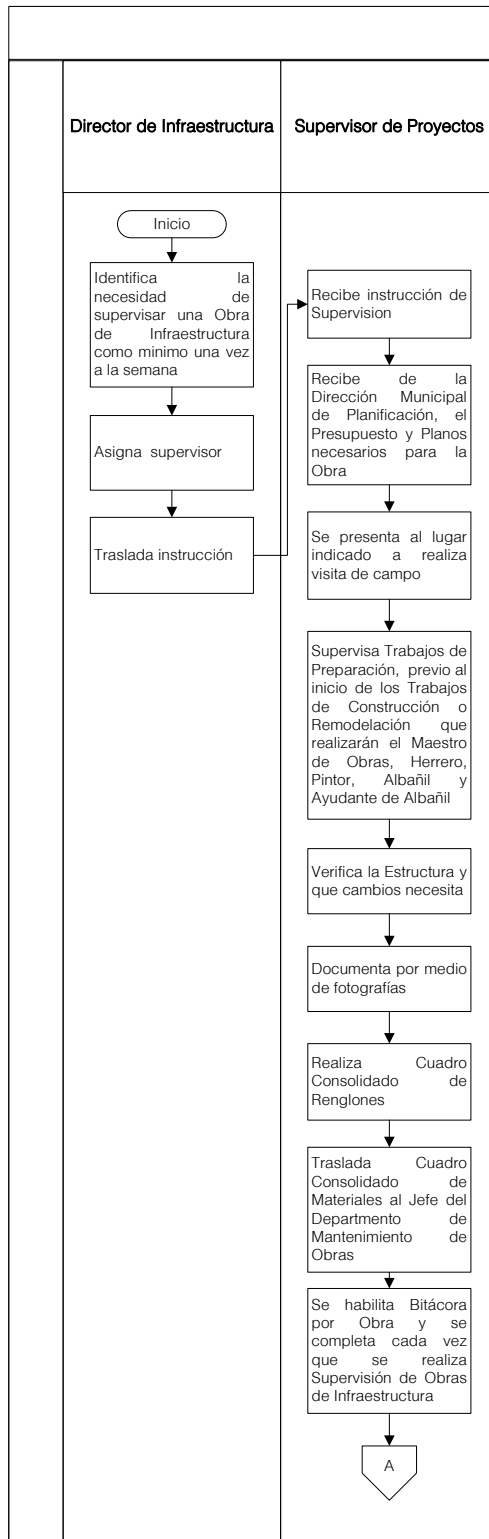 Director de Infraestructura
Supervisor de Proyectos
Inicio
Identifica la
necesidad de
supervisar una Obra
de Infraestructura
como minimo una vez
a la semana
Asigna supervisor
Traslada instrucción
Recibe instrucción de
Supervision
Recibe de la
Dirección Municipal
de Planificación, el
Presupuesto y Planos
necesarios para la
Obra
Se presenta al lugar
indicado a realiza
visita de campo
Supervisa Trabajos de
Preparación, previo al
inicio de los Trabajos
de Construcción o
Remodelación que
realizarán el Maestro
de Obras, Herrero,
Pintor, Albañil y
Ayudante de Albañil
Verifica la Estructura y
que cambios necesita
Documenta por medio
de fotografías
Realiza Cuadro
Consolidado de
Renglones
Traslada Cuadro
Consolidado de
Materiales al Jefe del
Departmento de
Mantenimiento de
Obras
Se habilita Bitácora
por Obra y se
completa cada vez
que se realiza
Supervisión de Obras
de Infraestructura
A